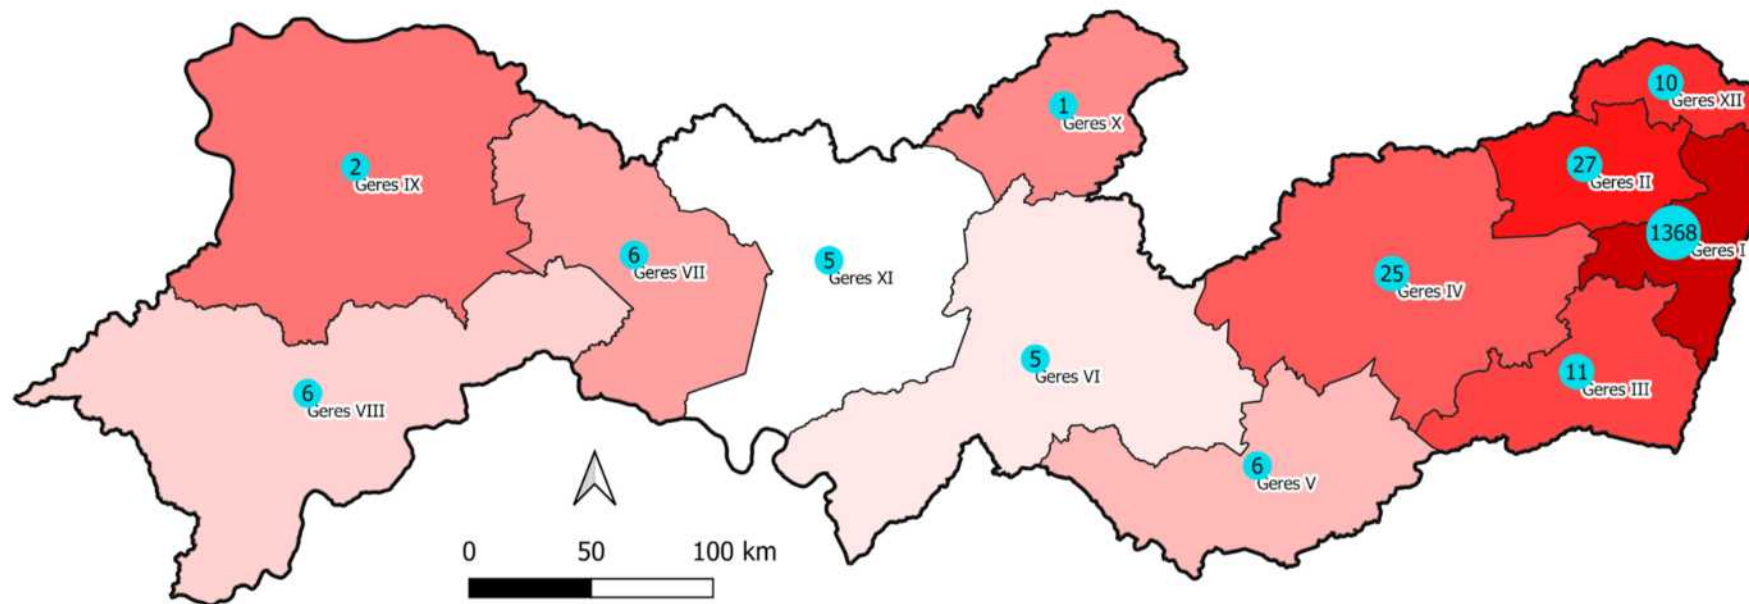 10
Geres XII
1
Geres X
2
Geres IX
27
Geres II
1368
Geres I
6
Geres VII
5
Geres XI
25
Geres IV
5
Geres VI
11
Geres III
6
Geres VIII
6
Geres V
0 50 100 km